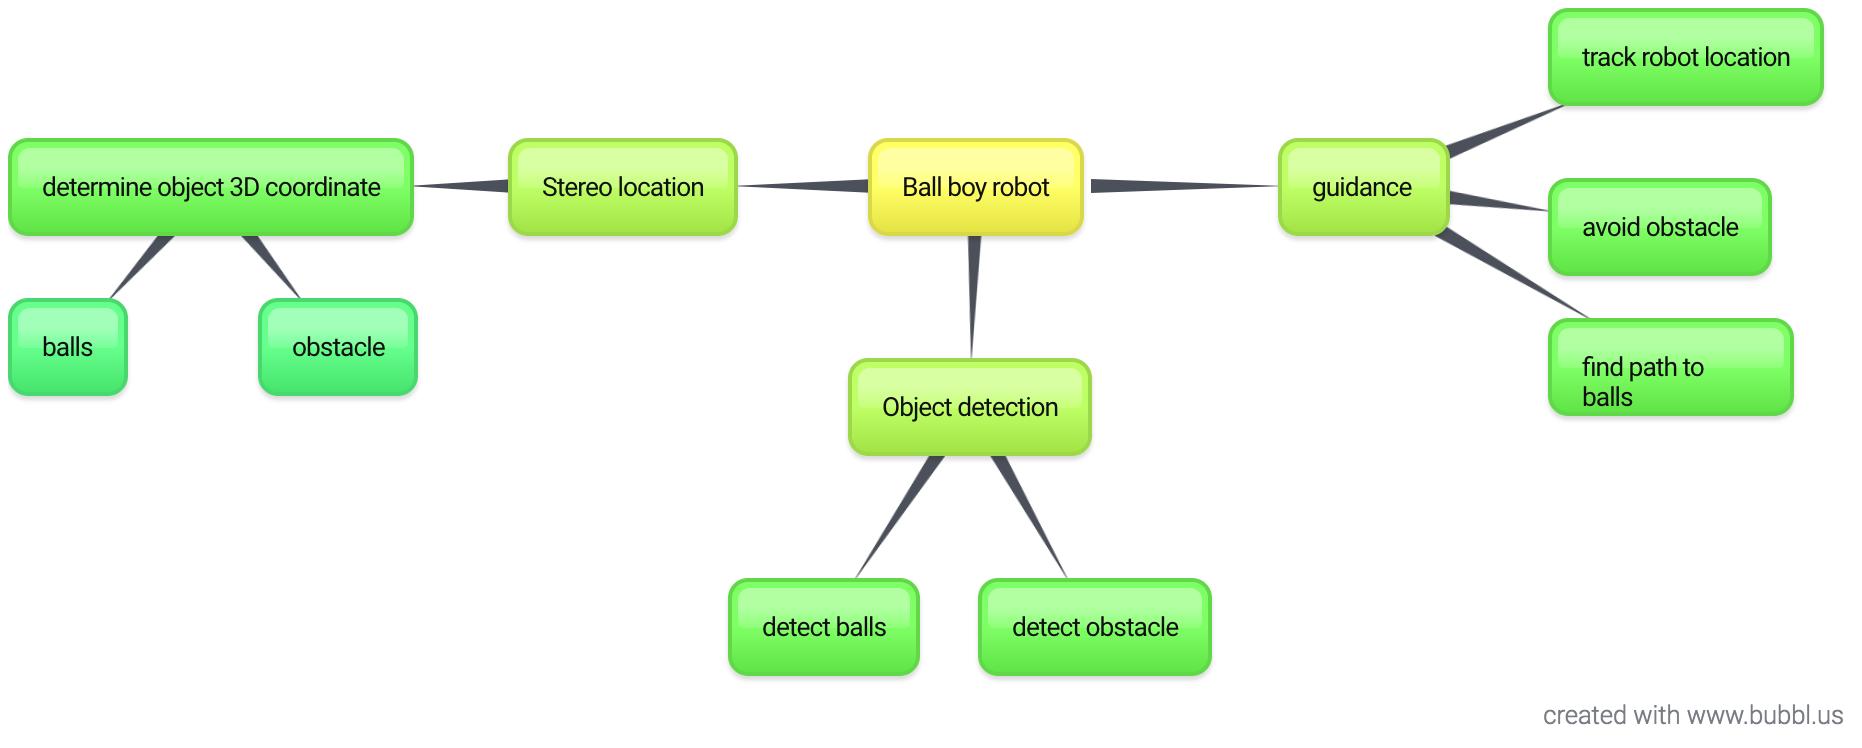 track robot location
determine object 3D coordinate
Stereo location
Ball boy robot
guidance
avoid obstacle
balls
obstacle
find path to
balls
Object detection
detect balls
detect obstacle
created with www.bubbl.us